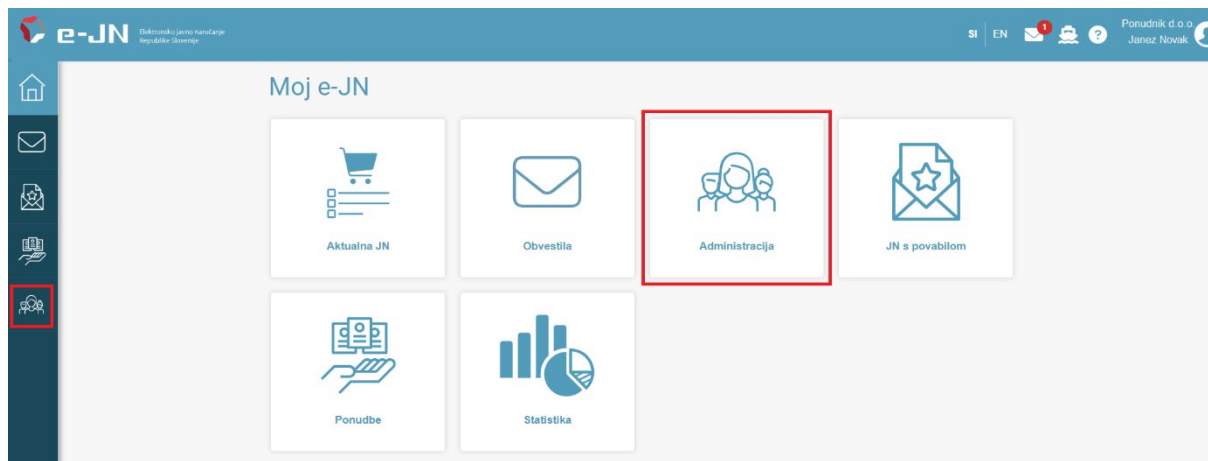 e-JN
Elektronsko javno naročanje
Republike Slovenije
SI EN
1
?
Ponudnik d.o.o.
Janez Novak
Moj e-JN
Aktualna JN
Obvestila
Administracija
JN s povabilom
Ponudbe
Statistika